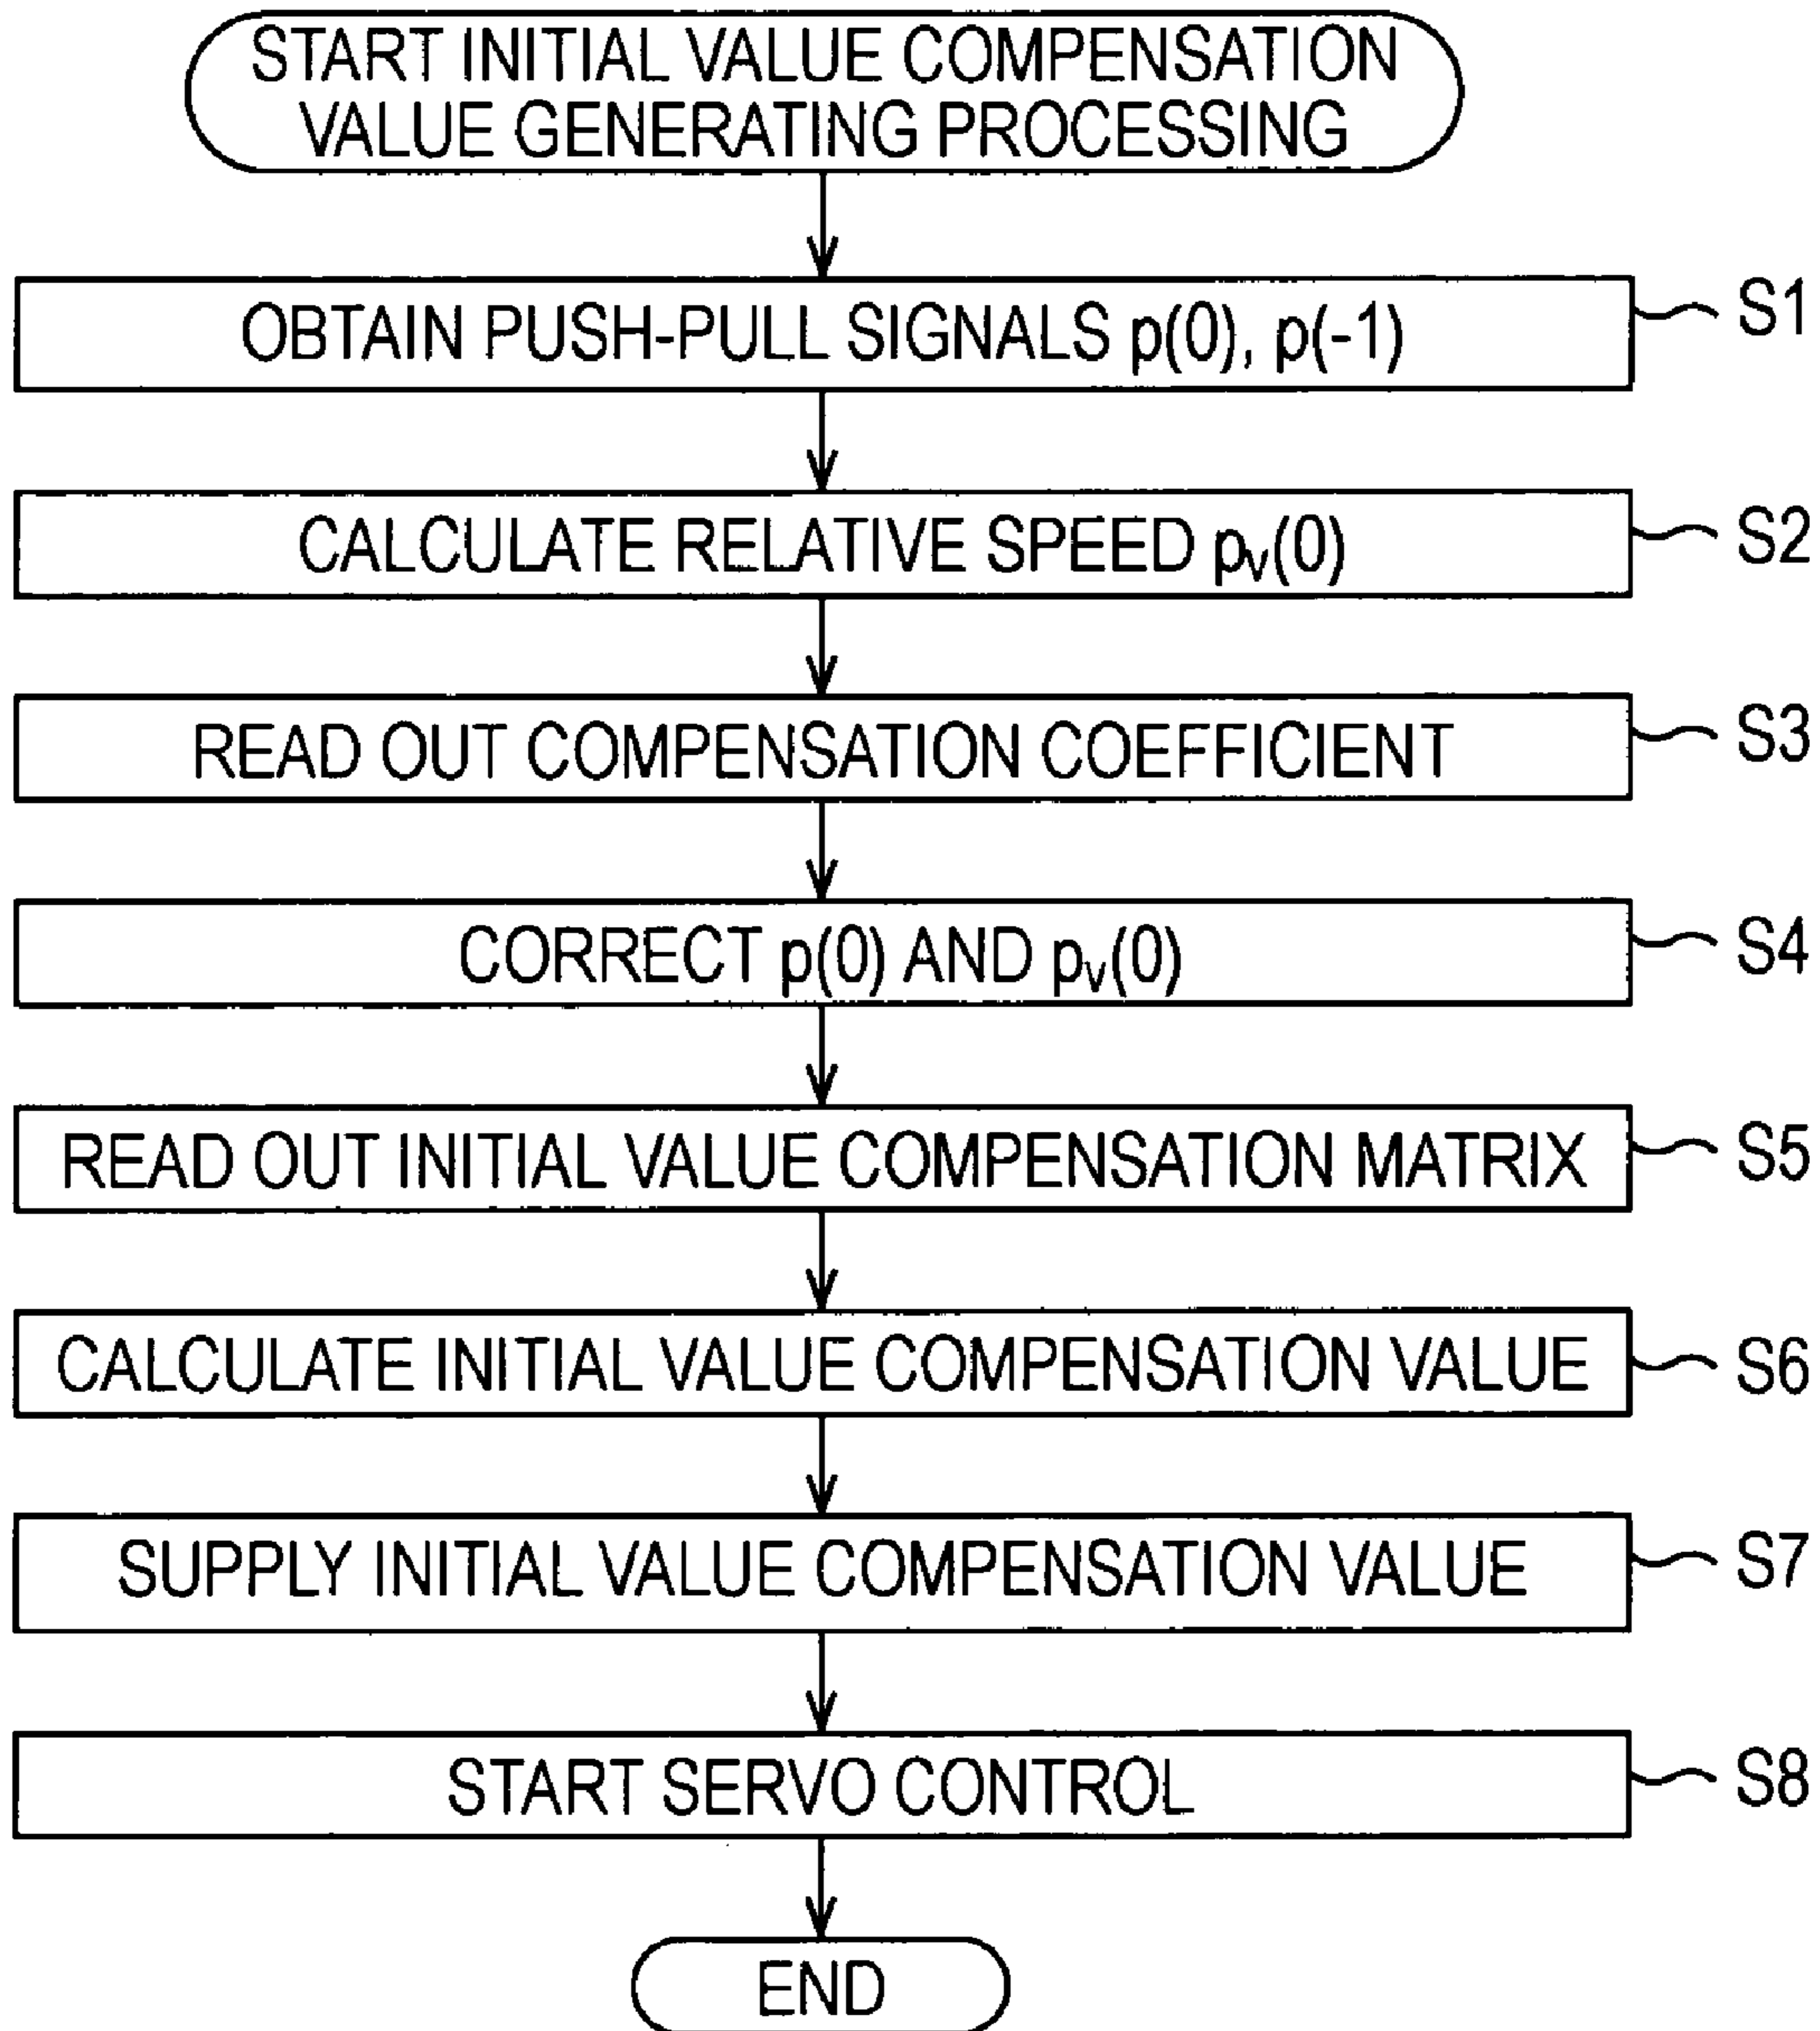 START INITIAL VALUE COMPENSATION
VALUE GENERATING PROCESSING
OBTAIN PUSH-PULL SIGNALS p(0), p(-1)
S1
CALCULATE RELATIVE SPEED pv(0)
S2
READ OUT COMPENSATION COEFFICIENT
S3
CORRECT p(0) AND pv(0)
S4
READ OUT INITIAL VALUE COMPENSATION MATRIX
S5
CALCULATE INITIAL VALUE COMPENSATION VALUE
S6
SUPPLY INITIAL VALUE COMPENSATION VALUE
S7
START SERVO CONTROL
S8
END